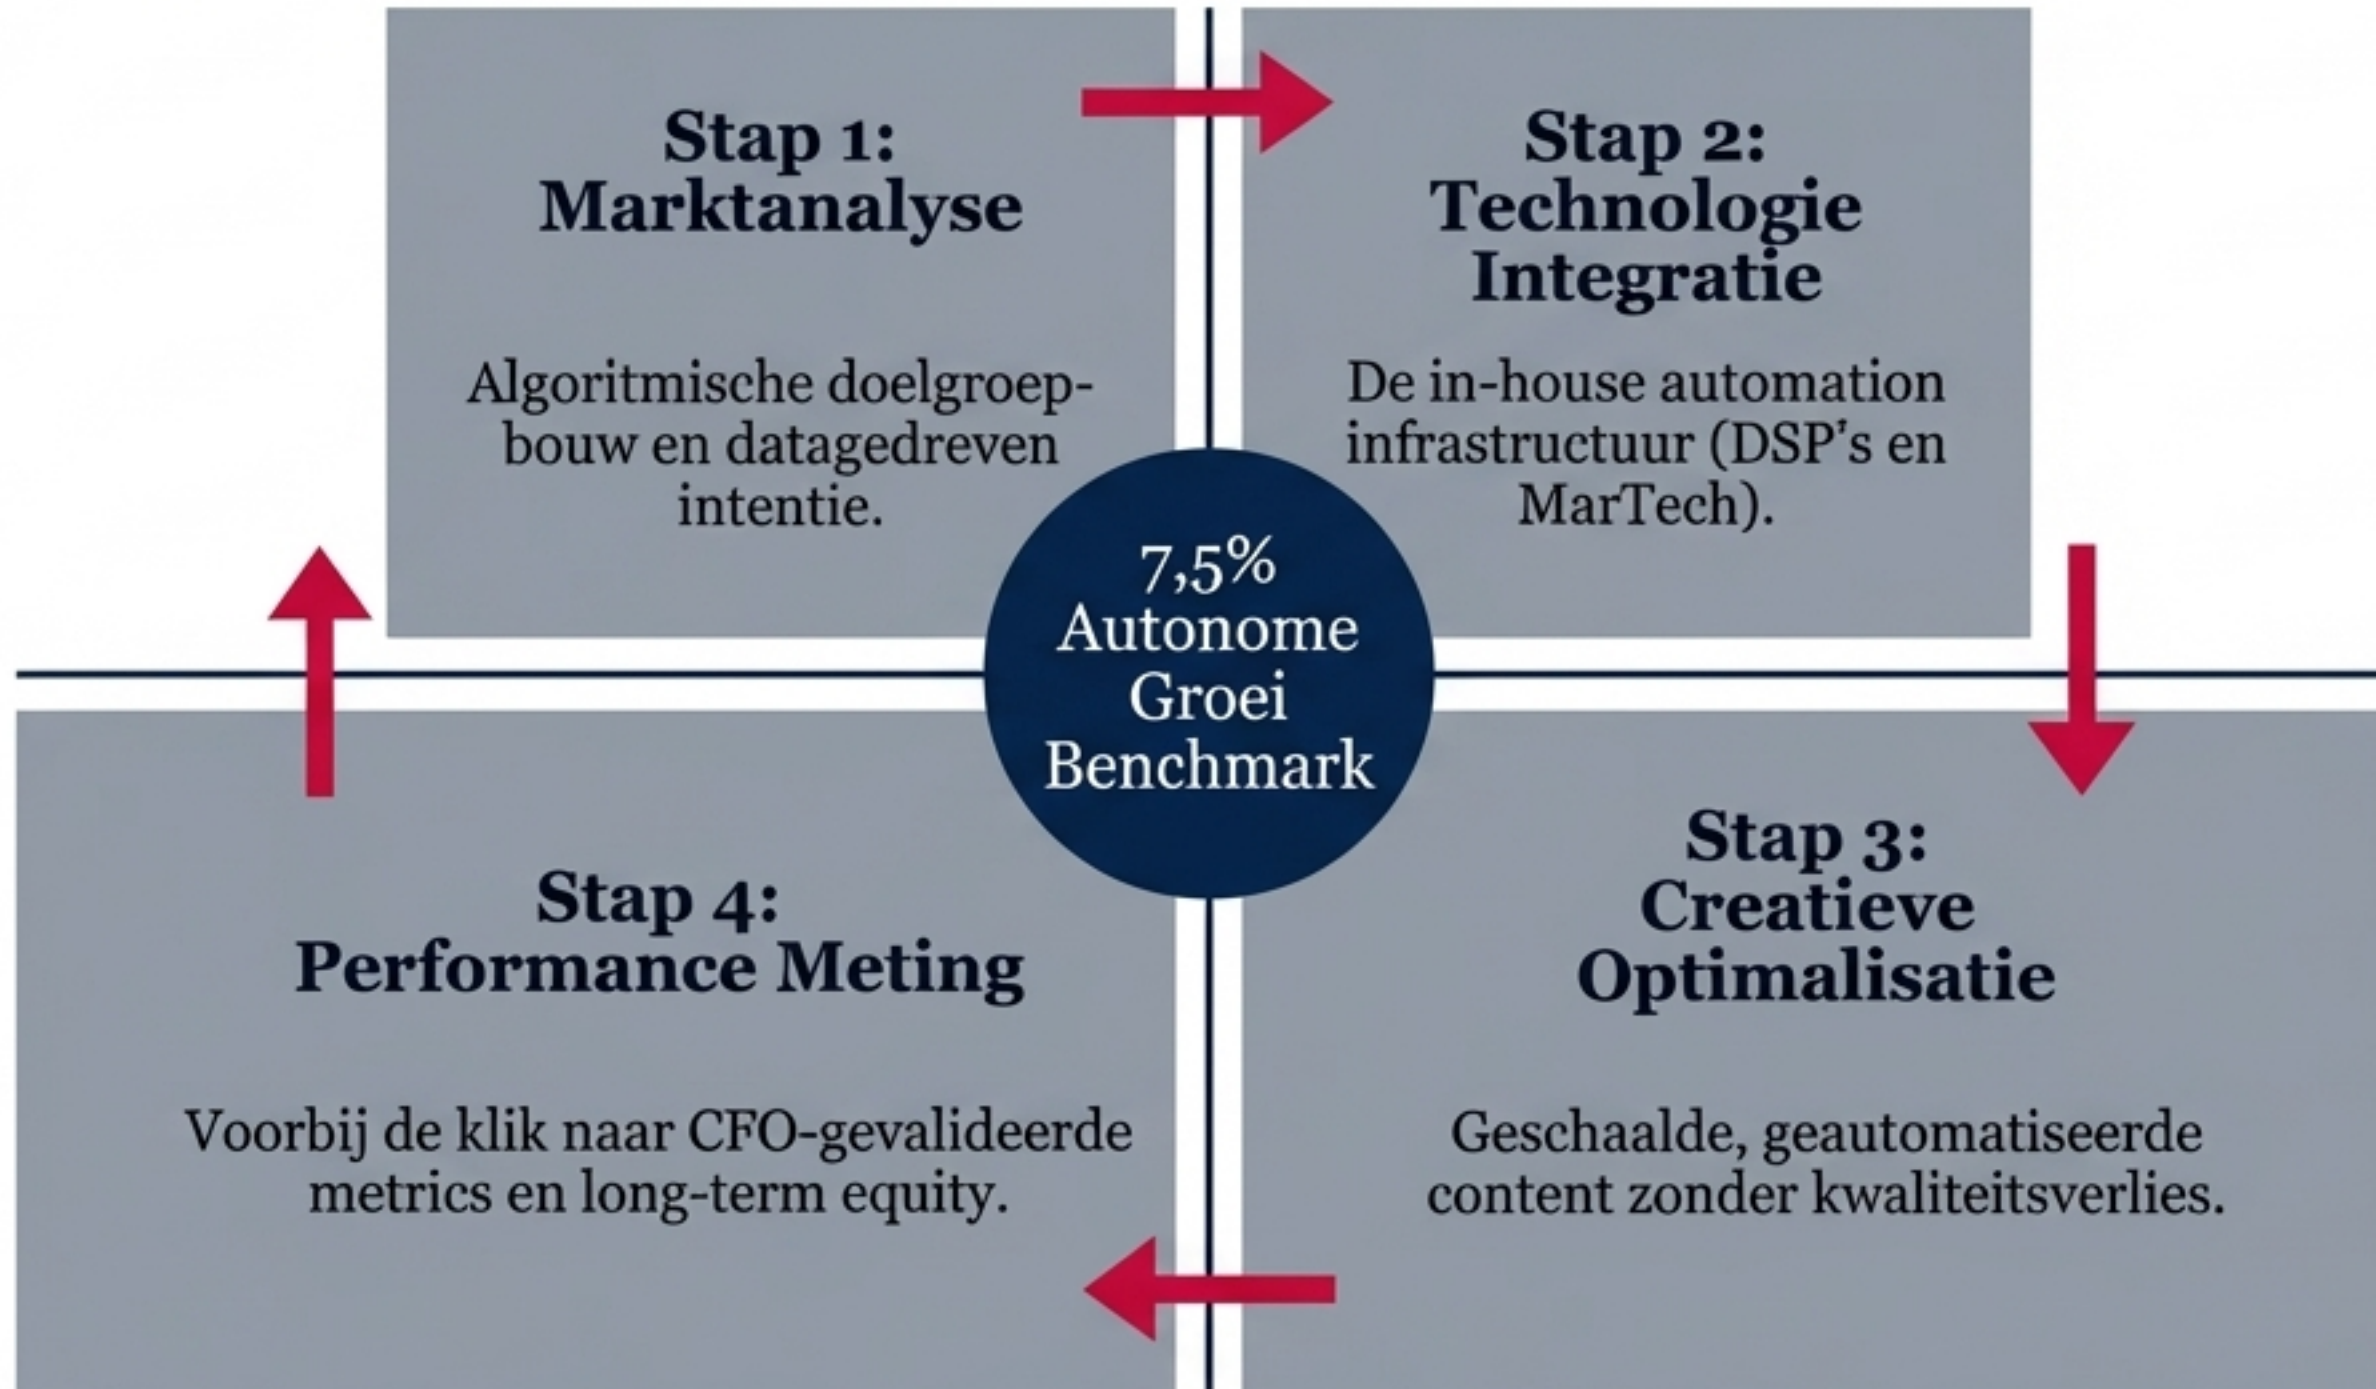 Stap 1:
Marktanalyse
Algoritmische doelgroep-
bouw en datagedreven
intentie.
Stap 2:
Technologie
Integratie
De in-house automation
infrastructuur (DSP's en
MarTech).
7,5%
Autonome
Groei
Benchmark
Stap 3:
Creatieve
Optimalisatie
Geschaalde, geautomatiseerde
content zonder kwaliteitsverlies.
Stap 4:
Performance Meting
Voorbij de klik naar CFO-gevalideerde
metrics en long-term equity.